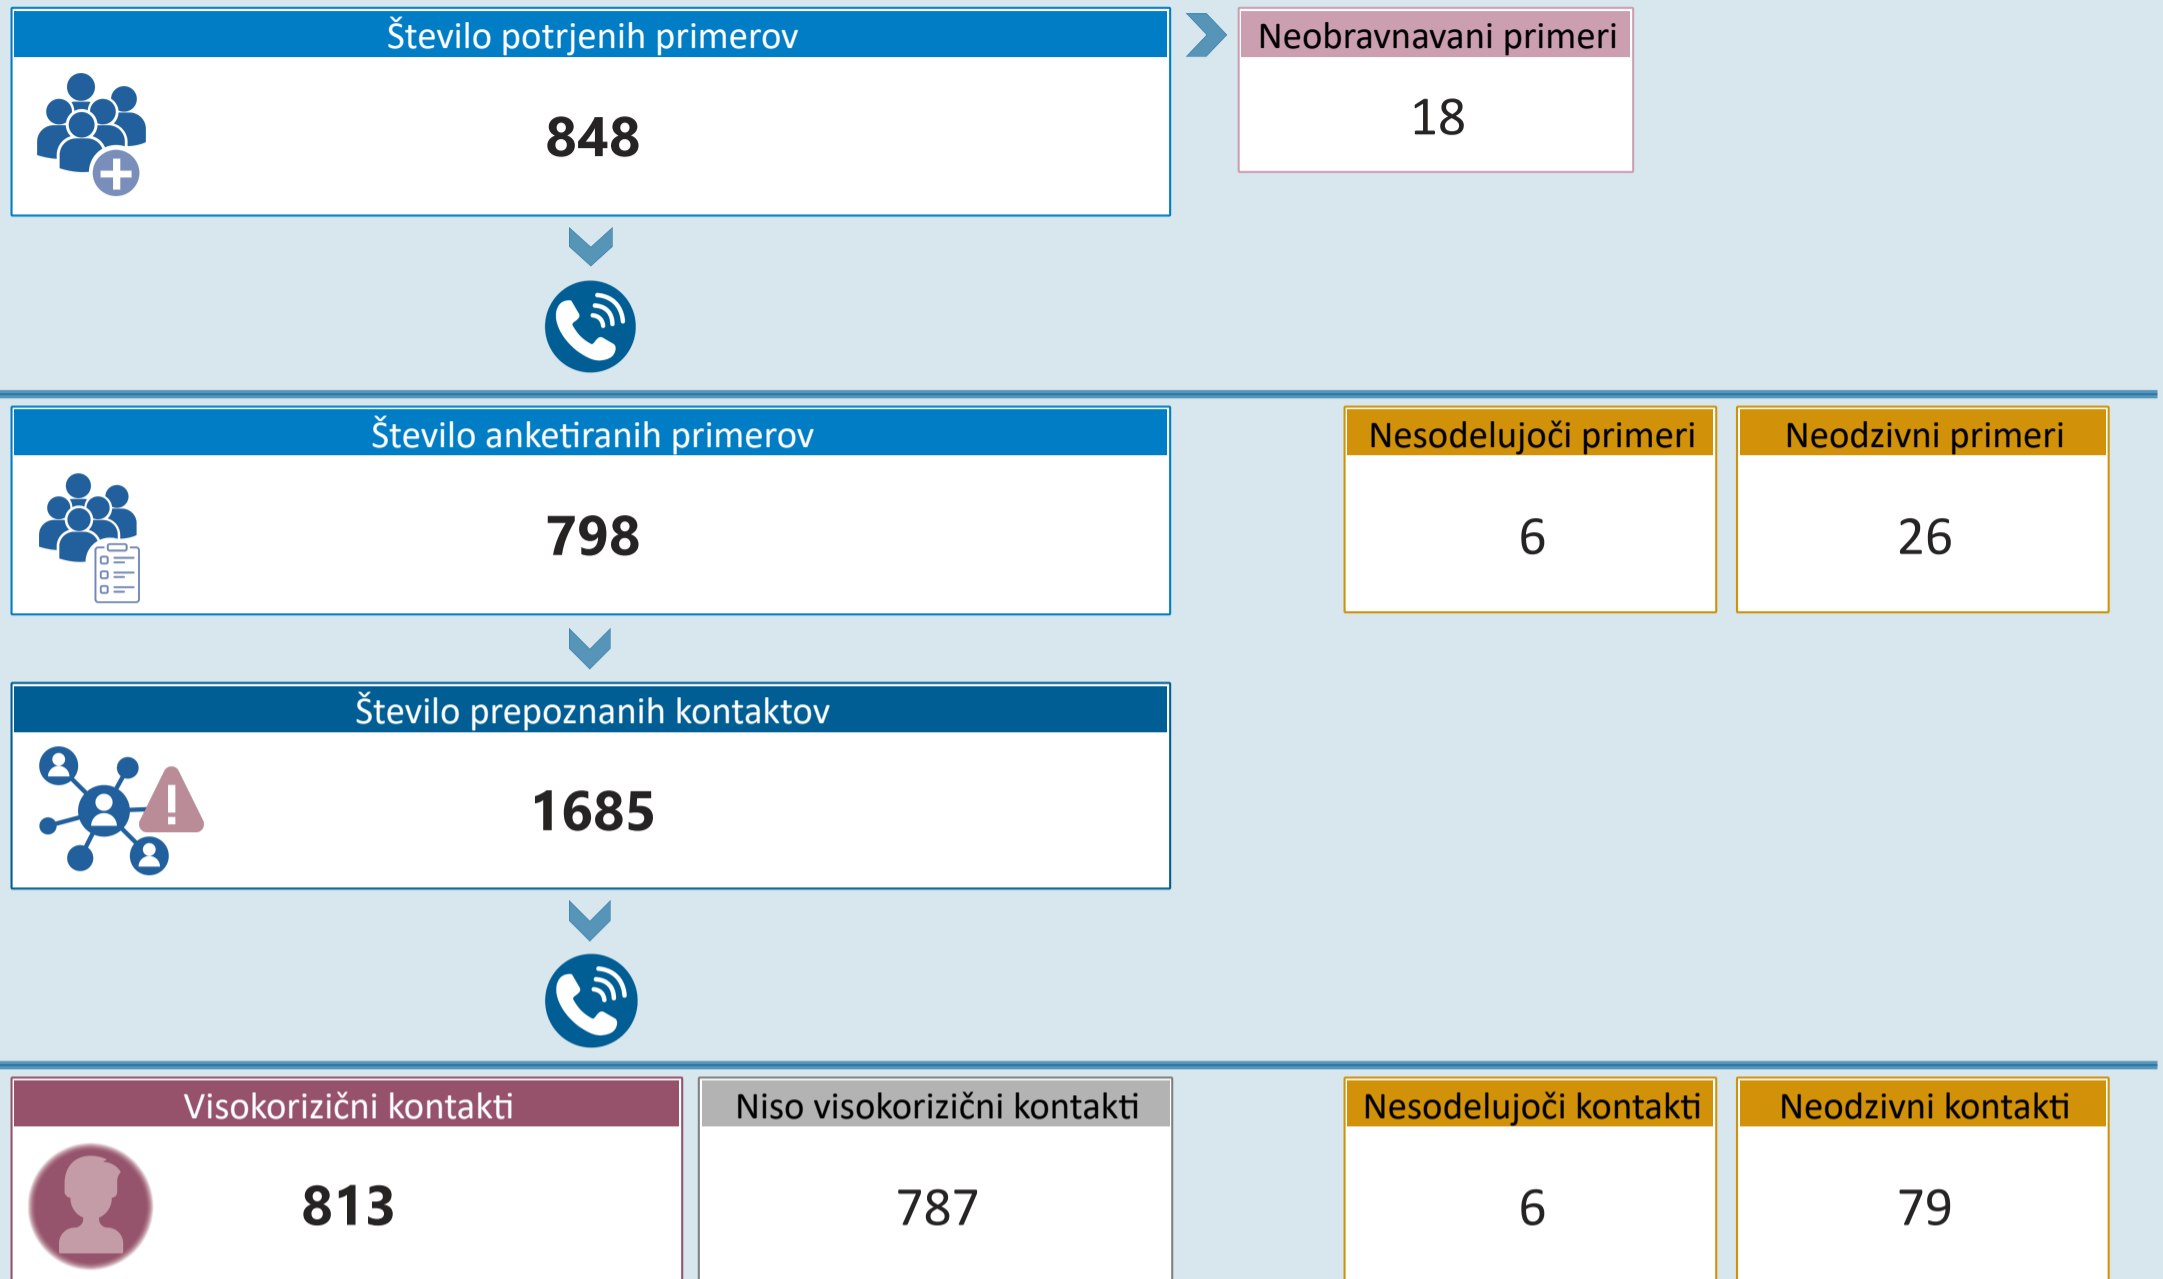 Število potrjenih primerov
848
Neobravnavani primeri
18
Število anketiranih primerov
798
Nesodelujoči primeri
6
Neodzivni primeri
26
Število prepoznanih kontaktov
1685
Visokorizični kontakti
813
Niso visokorizični kontakti
787
Nesodelujoči kontakti
6
Neodzivni kontakti
79